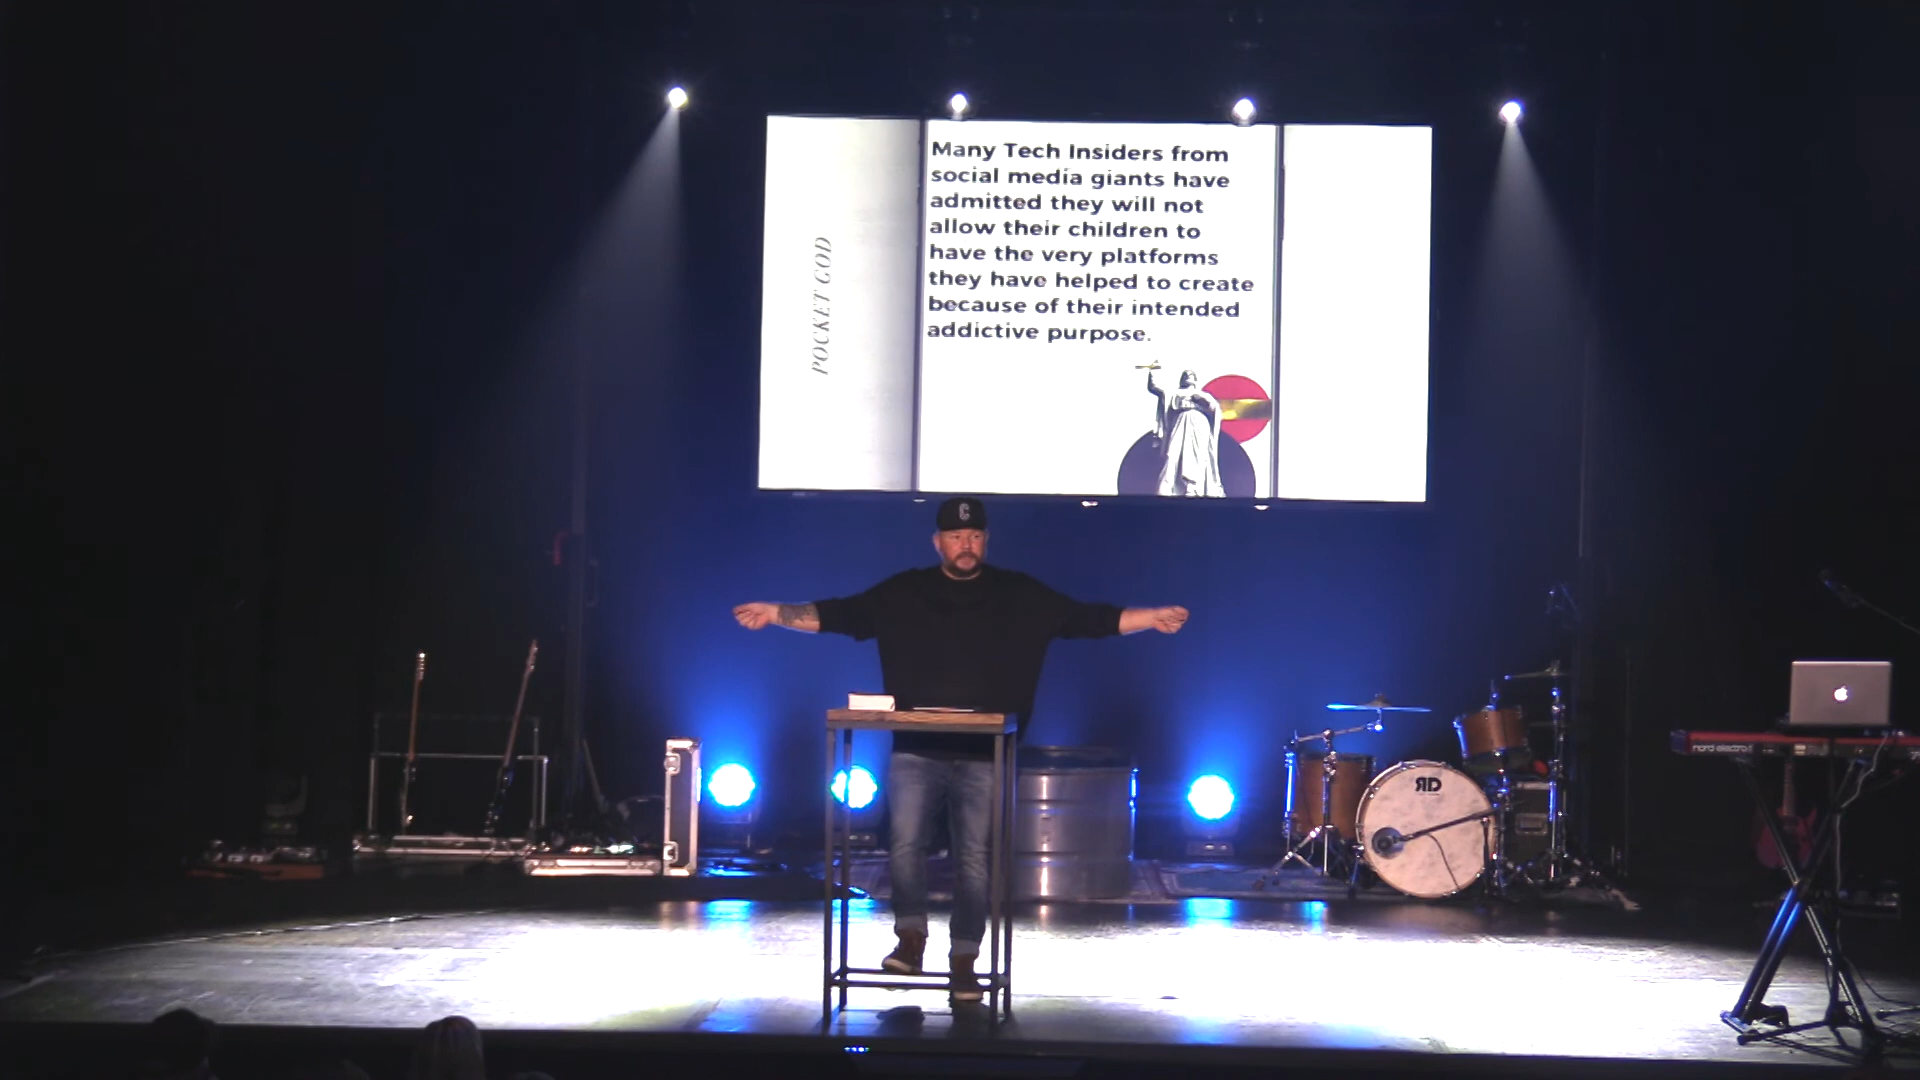 POCKET GOD
Many Tech Insiders from
social media giants have
admitted they will not
allow their children to
have the very platforms
they have helped to create
because of their intended
addictive purpose.
C
RD
nord electro